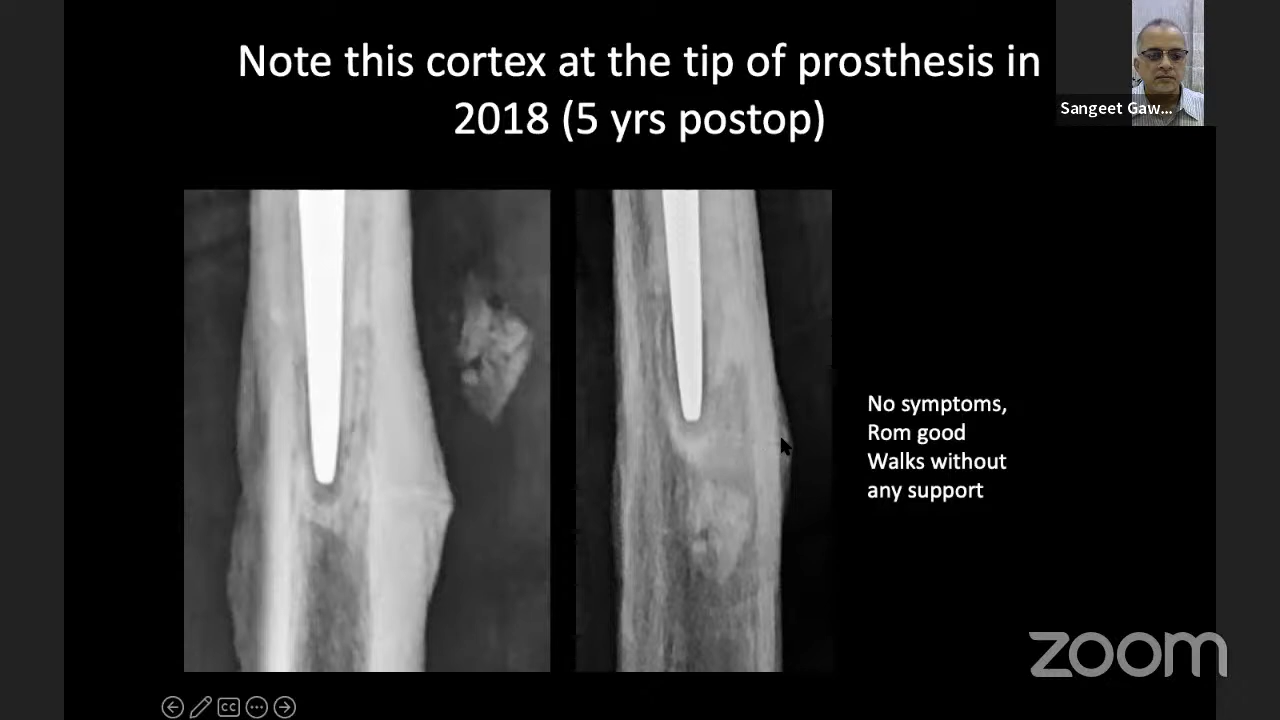 Note this cortex at the tip of prosthesis in
2018 (5 yrs postop)
Sangeet Gaw...
No symptoms,
Rom good
Walks without
any support
zoom
CC